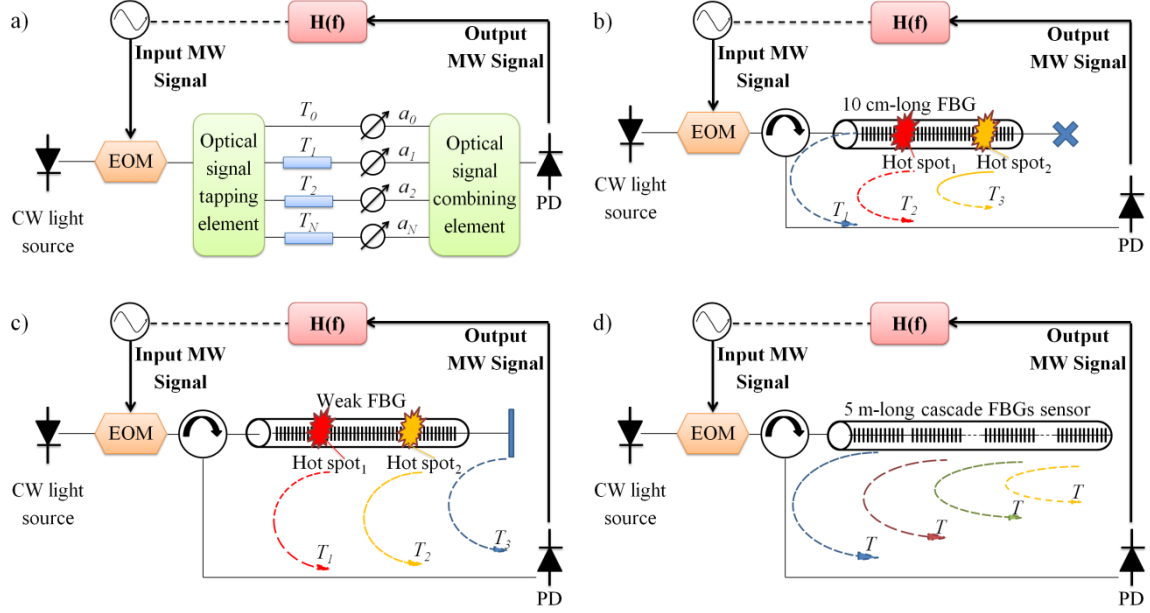 a)
H(f)
Input MW
Signal
Output
MW Signal
CW light
source
EOM
Optical
signal
tapping
element
T0
a0
T1
a1
T2
a2
TN
aN
Optical
signal
combining
element
PD
b)
H(f)
Input MW
Signal
Output
MW Signal
10 cm-long FBG
EOM
CW light
source
Hot spot1
Hot spot2
T1
T2
T3
PD
c)
H(f)
Input MW
Signal
Output
MW Signal
Weak FBG
EOM
CW light
source
Hot spot1
Hot spot2
T1
T2
T3
PD
d)
H(f)
Input MW
Signal
Output
MW Signal
5 m-long cascade FBGs sensor
EOM
CW light
source
T
T
T
T
PD